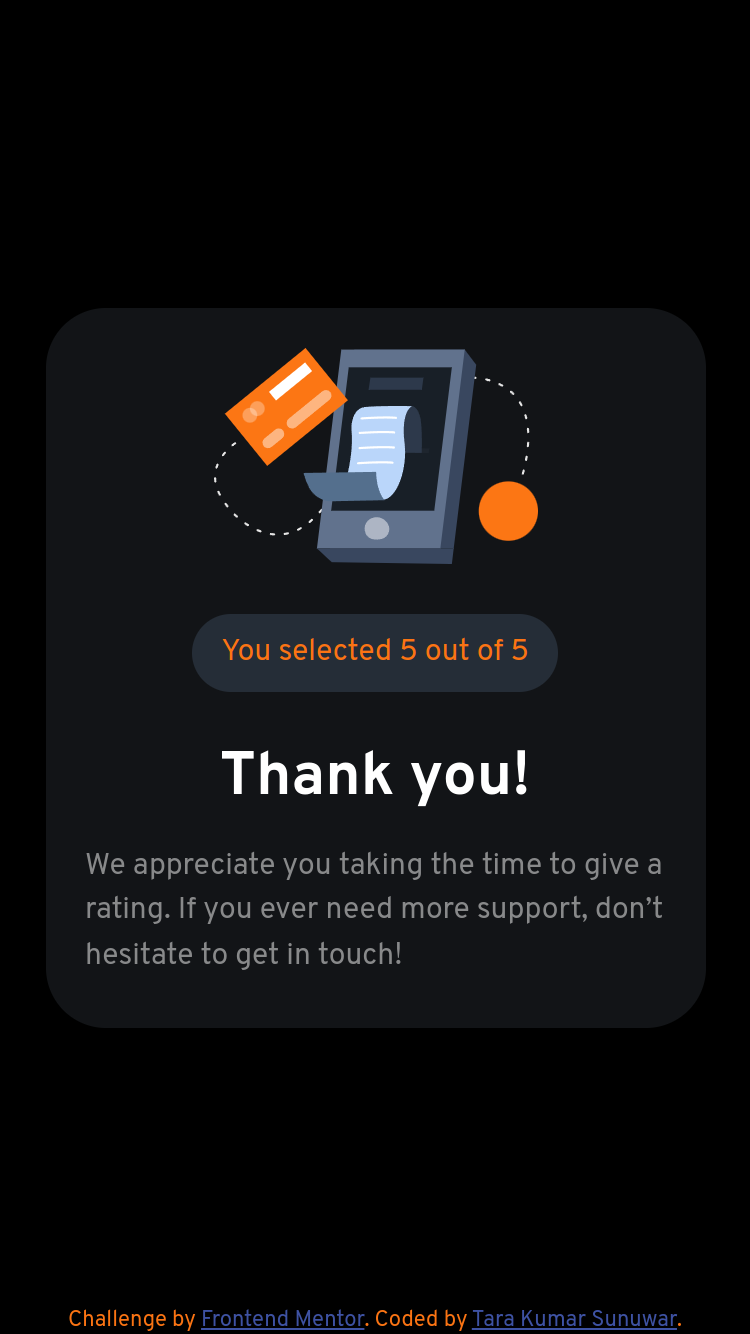 You selected 5 out of 5
Thank you!
We appreciate you taking the time to give a
rating. If you ever need more support, don’t
hesitate to get in touch!
Challenge by Frontend Mentor. Coded by Tara Kumar Sunuwar.